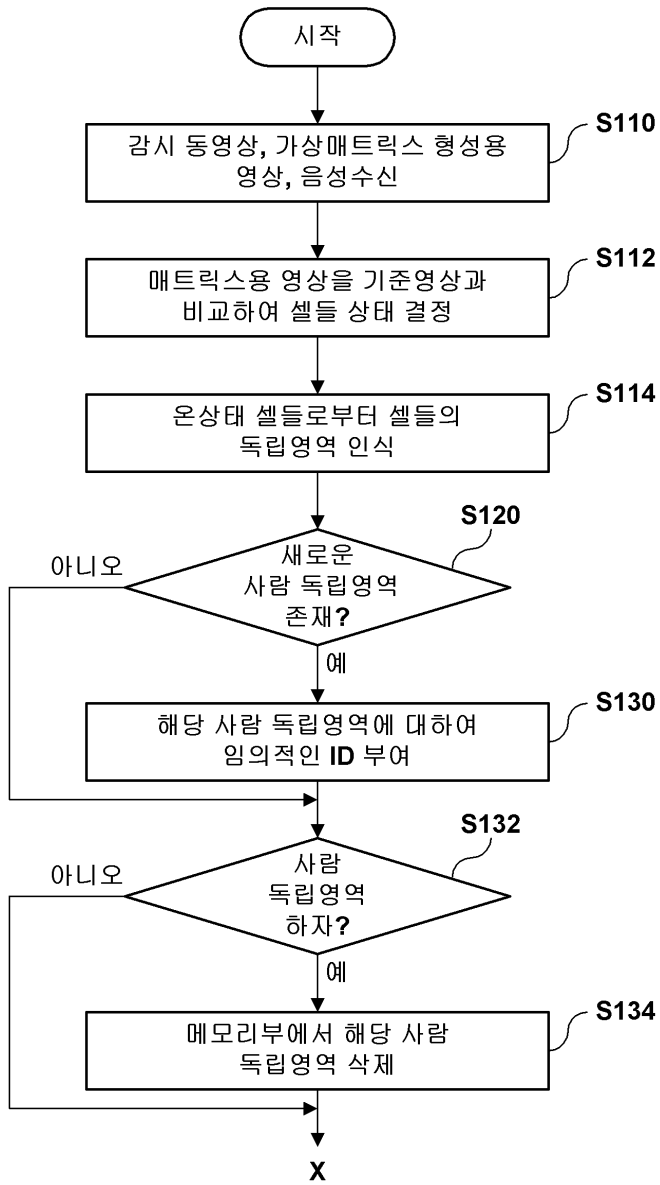 시작
S110
감시 동영상, 가상매트릭스 형성용
영상, 음성수신
S112
매트릭스용 영상을 기준영상과
비교하여 셀들 상태 결정
S114
온상태 셀들로부터 셀들의
독립영역 인식
S120
아니오
새로운
사람 독립영역
존재?
예
S130
해당 사람 독립영역에 대하여
임의적인 ID 부여
S132
아니오
사람
독립영역
하자?
예
S134
메모리부에서 해당 사람
독립영역 삭제
X